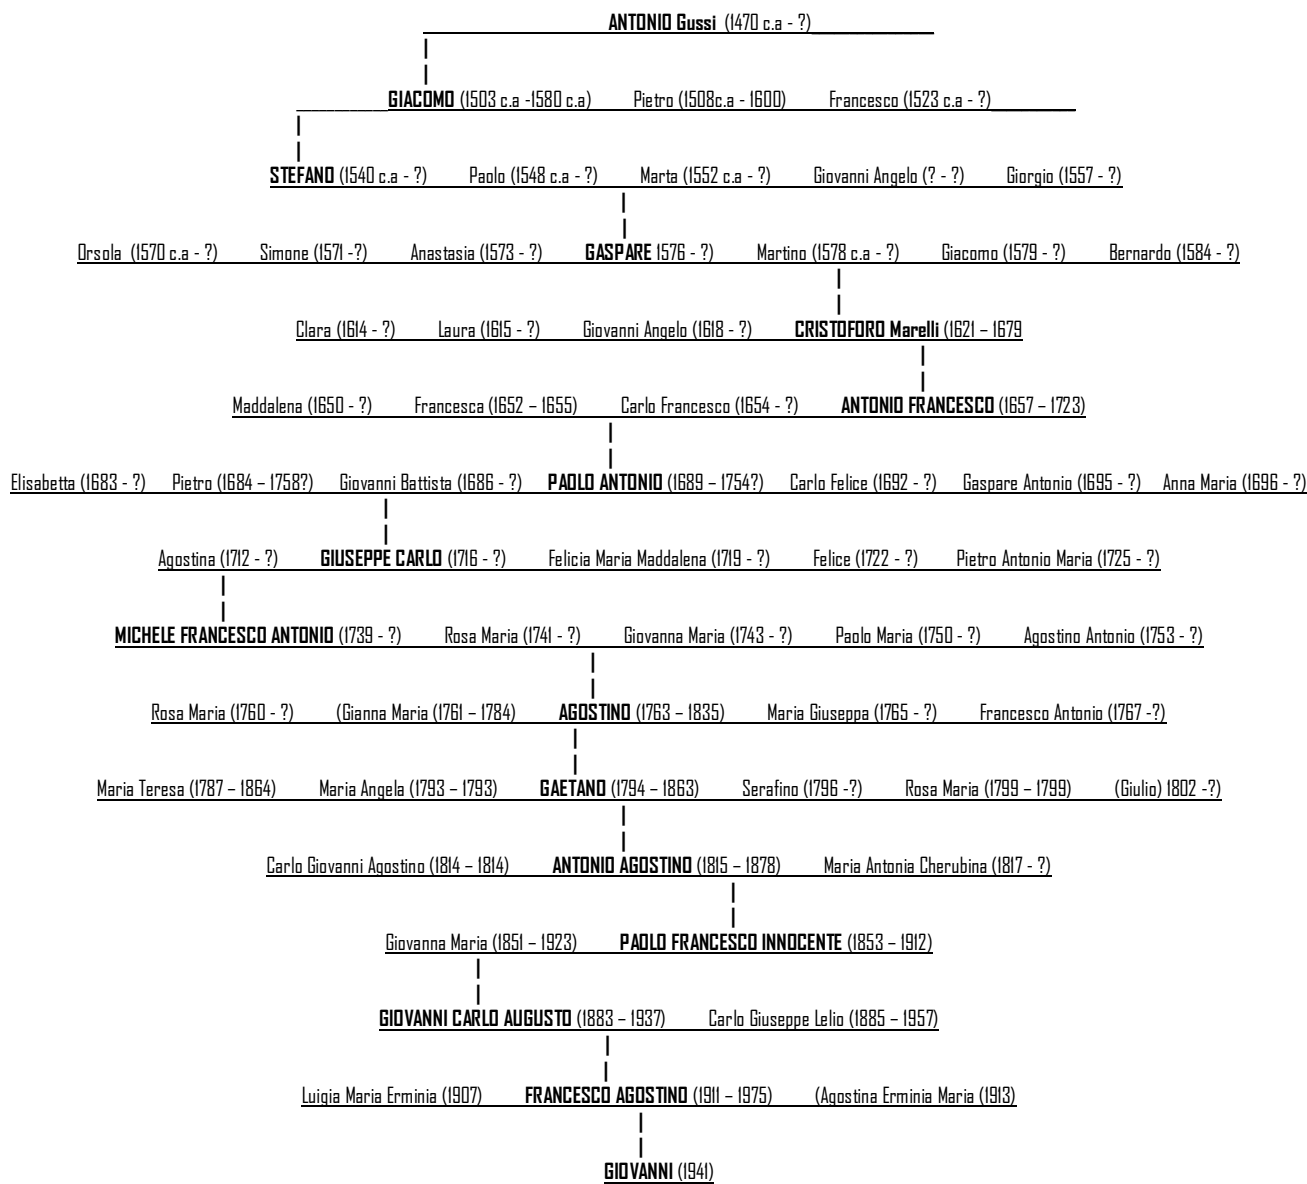 ANTONIO Gussi (1470 c.a - ?)
GIACOMO (1503 c.a -1580 c.a) Pietro (1508c.a - 1600) Francesco (1523 c.a - ?)
STEFANO (1540 c.a - ?) Paolo (1548 c.a - ?) Marta (1552 c.a - ?) Giovanni Angelo (? - ?) Giorgio (1557 - ?)
Orsola (1570 c.a - ?) Simone (1571 -?) Anastasia (1573 - ?) GASPARE 1576 - ?) Martino (1578 c.a - ?) Giacomo (1579 - ?) Bernardo (1584 - ?)
Clara (1614 - ?) Laura (1615 - ?) Giovanni Angelo (1618 - ?) CRISTOFORO Marelli (1621 – 1679
Maddalena (1650 - ?) Francesca (1652 – 1655) Carlo Francesco (1654 - ?) ANTONIO FRANCESCO (1657 – 1723)
Elisabetta (1683 - ?) Pietro (1684 – 1758?) Giovanni Battista (1686 - ?) PAOLO ANTONIO (1689 – 1754?) Carlo Felice (1692 - ?) Gaspare Antonio (1695 - ?) Anna Maria (1696 - ?)
Agostina (1712 - ?) GIUSEPPE CARLO (1716 - ?) Felicia Maria Maddalena (1719 - ?) Felice (1722 - ?) Pietro Antonio Maria (1725 - ?)
MICHELE FRANCESCO ANTONIO (1739 - ?) Rosa Maria (1741 - ?) Giovanna Maria (1743 - ?) Paolo Maria (1750 - ?) Agostino Antonio (1753 - ?)
Rosa Maria (1760 - ?) (Gianna Maria (1761 – 1784) AGOSTINO (1763 – 1835) Maria Giuseppa (1765 - ?) Francesco Antonio (1767 -?)
Maria Teresa (1787 – 1864) Maria Angela (1793 – 1793) GAETANO (1794 – 1863) Serafino (1796 -?) Rosa Maria (1799 – 1799) (Giulio) 1802 -?)
Carlo Giovanni Agostino (1814 – 1814) ANTONIO AGOSTINO (1815 – 1878) Maria Antonia Cherubina (1817 - ?)
Giovanna Maria (1851 – 1923) PAOLO FRANCESCO INNOCENTE (1853 – 1912)
GIOVANNI CARLO AUGUSTO (1883 – 1937) Carlo Giuseppe Lelio (1885 – 1957)
Luigia Maria Erminia (1907) FRANCESCO AGOSTINO (1911 – 1975) (Agostina Erminia Maria (1913)
GIOVANNI (1941)